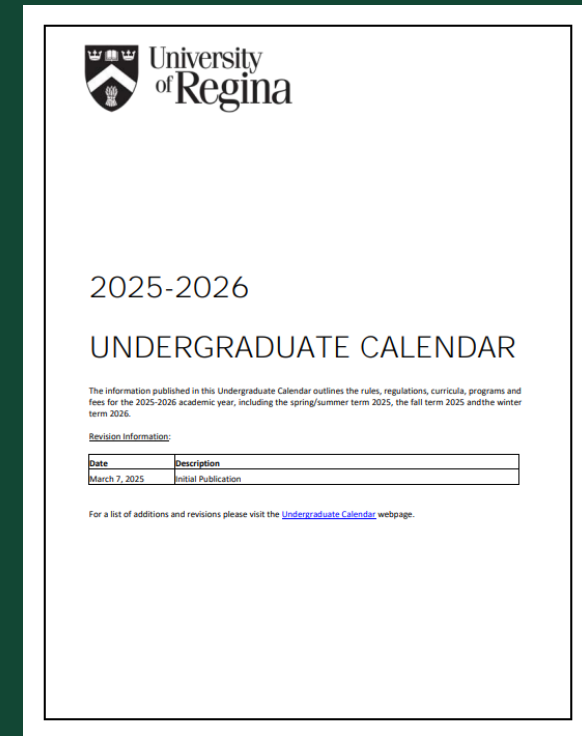 University
of Regina
2025-2026
UNDERGRADUATE CALENDAR
The information published in this Undergraduate Calendar outlines the rules, regulations, curricula, programs and
fees for the 2025-2026 academic year, including the spring/summer term 2025, the fall term 2025 andthe winter
term 2026.
Revision Information:
Date Description
March 7, 2025 Initial Publication
For a list of additions and revisions please visit the Undergraduate Calendar webpage.